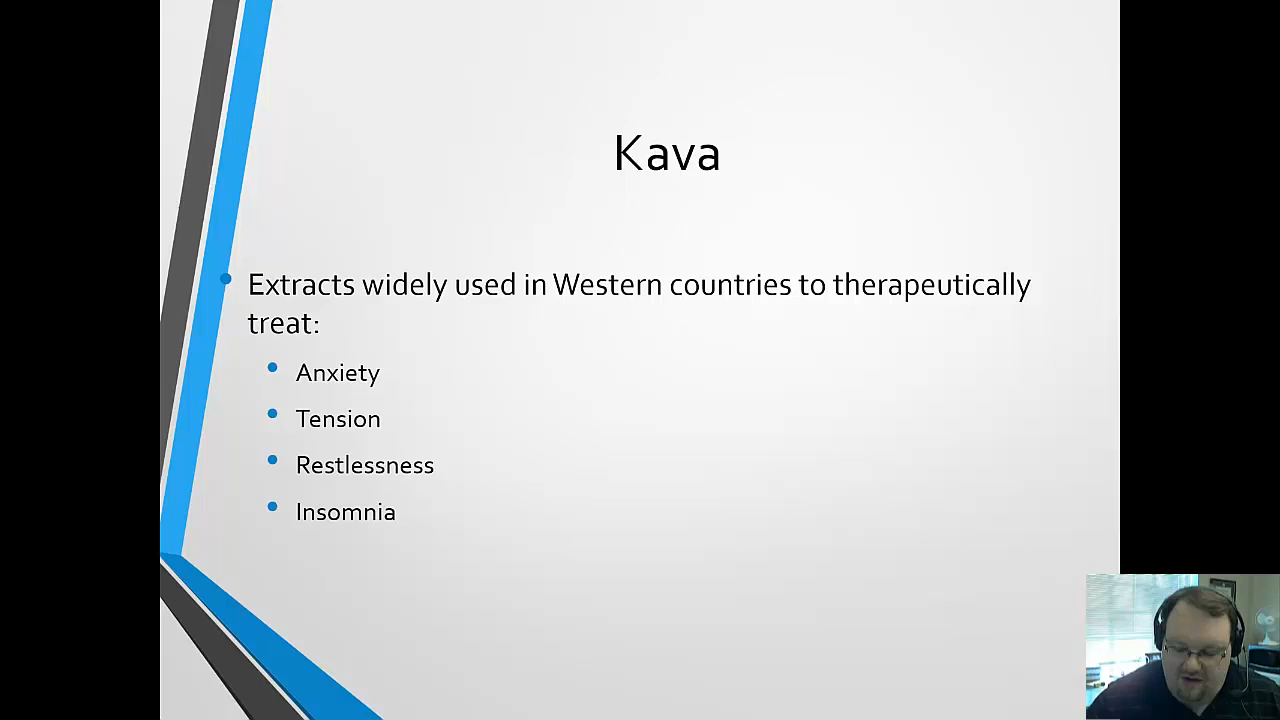 Kava
Extracts widely used in Western countries to therapeutically
treat:
Anxiety
Tension
Restlessness
Insomnia